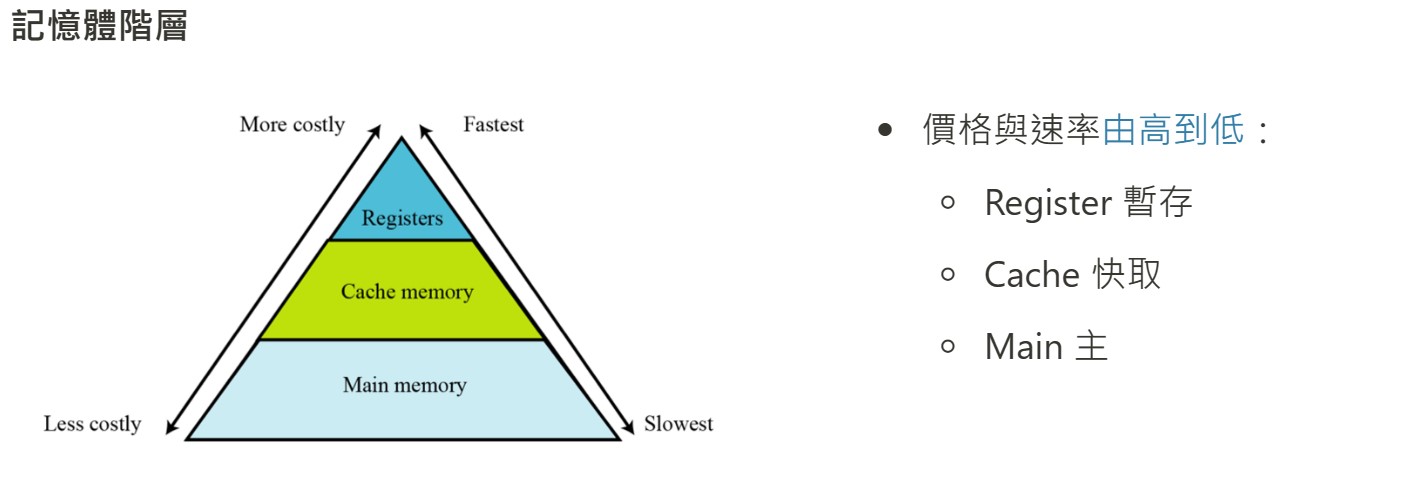 記憶體階層
More costly
Fastest
Registers
Cache memory
Main memory
Less costly
Slowest
價格與速率由高到低：
Register 暫存
Cache 快取
Main 主